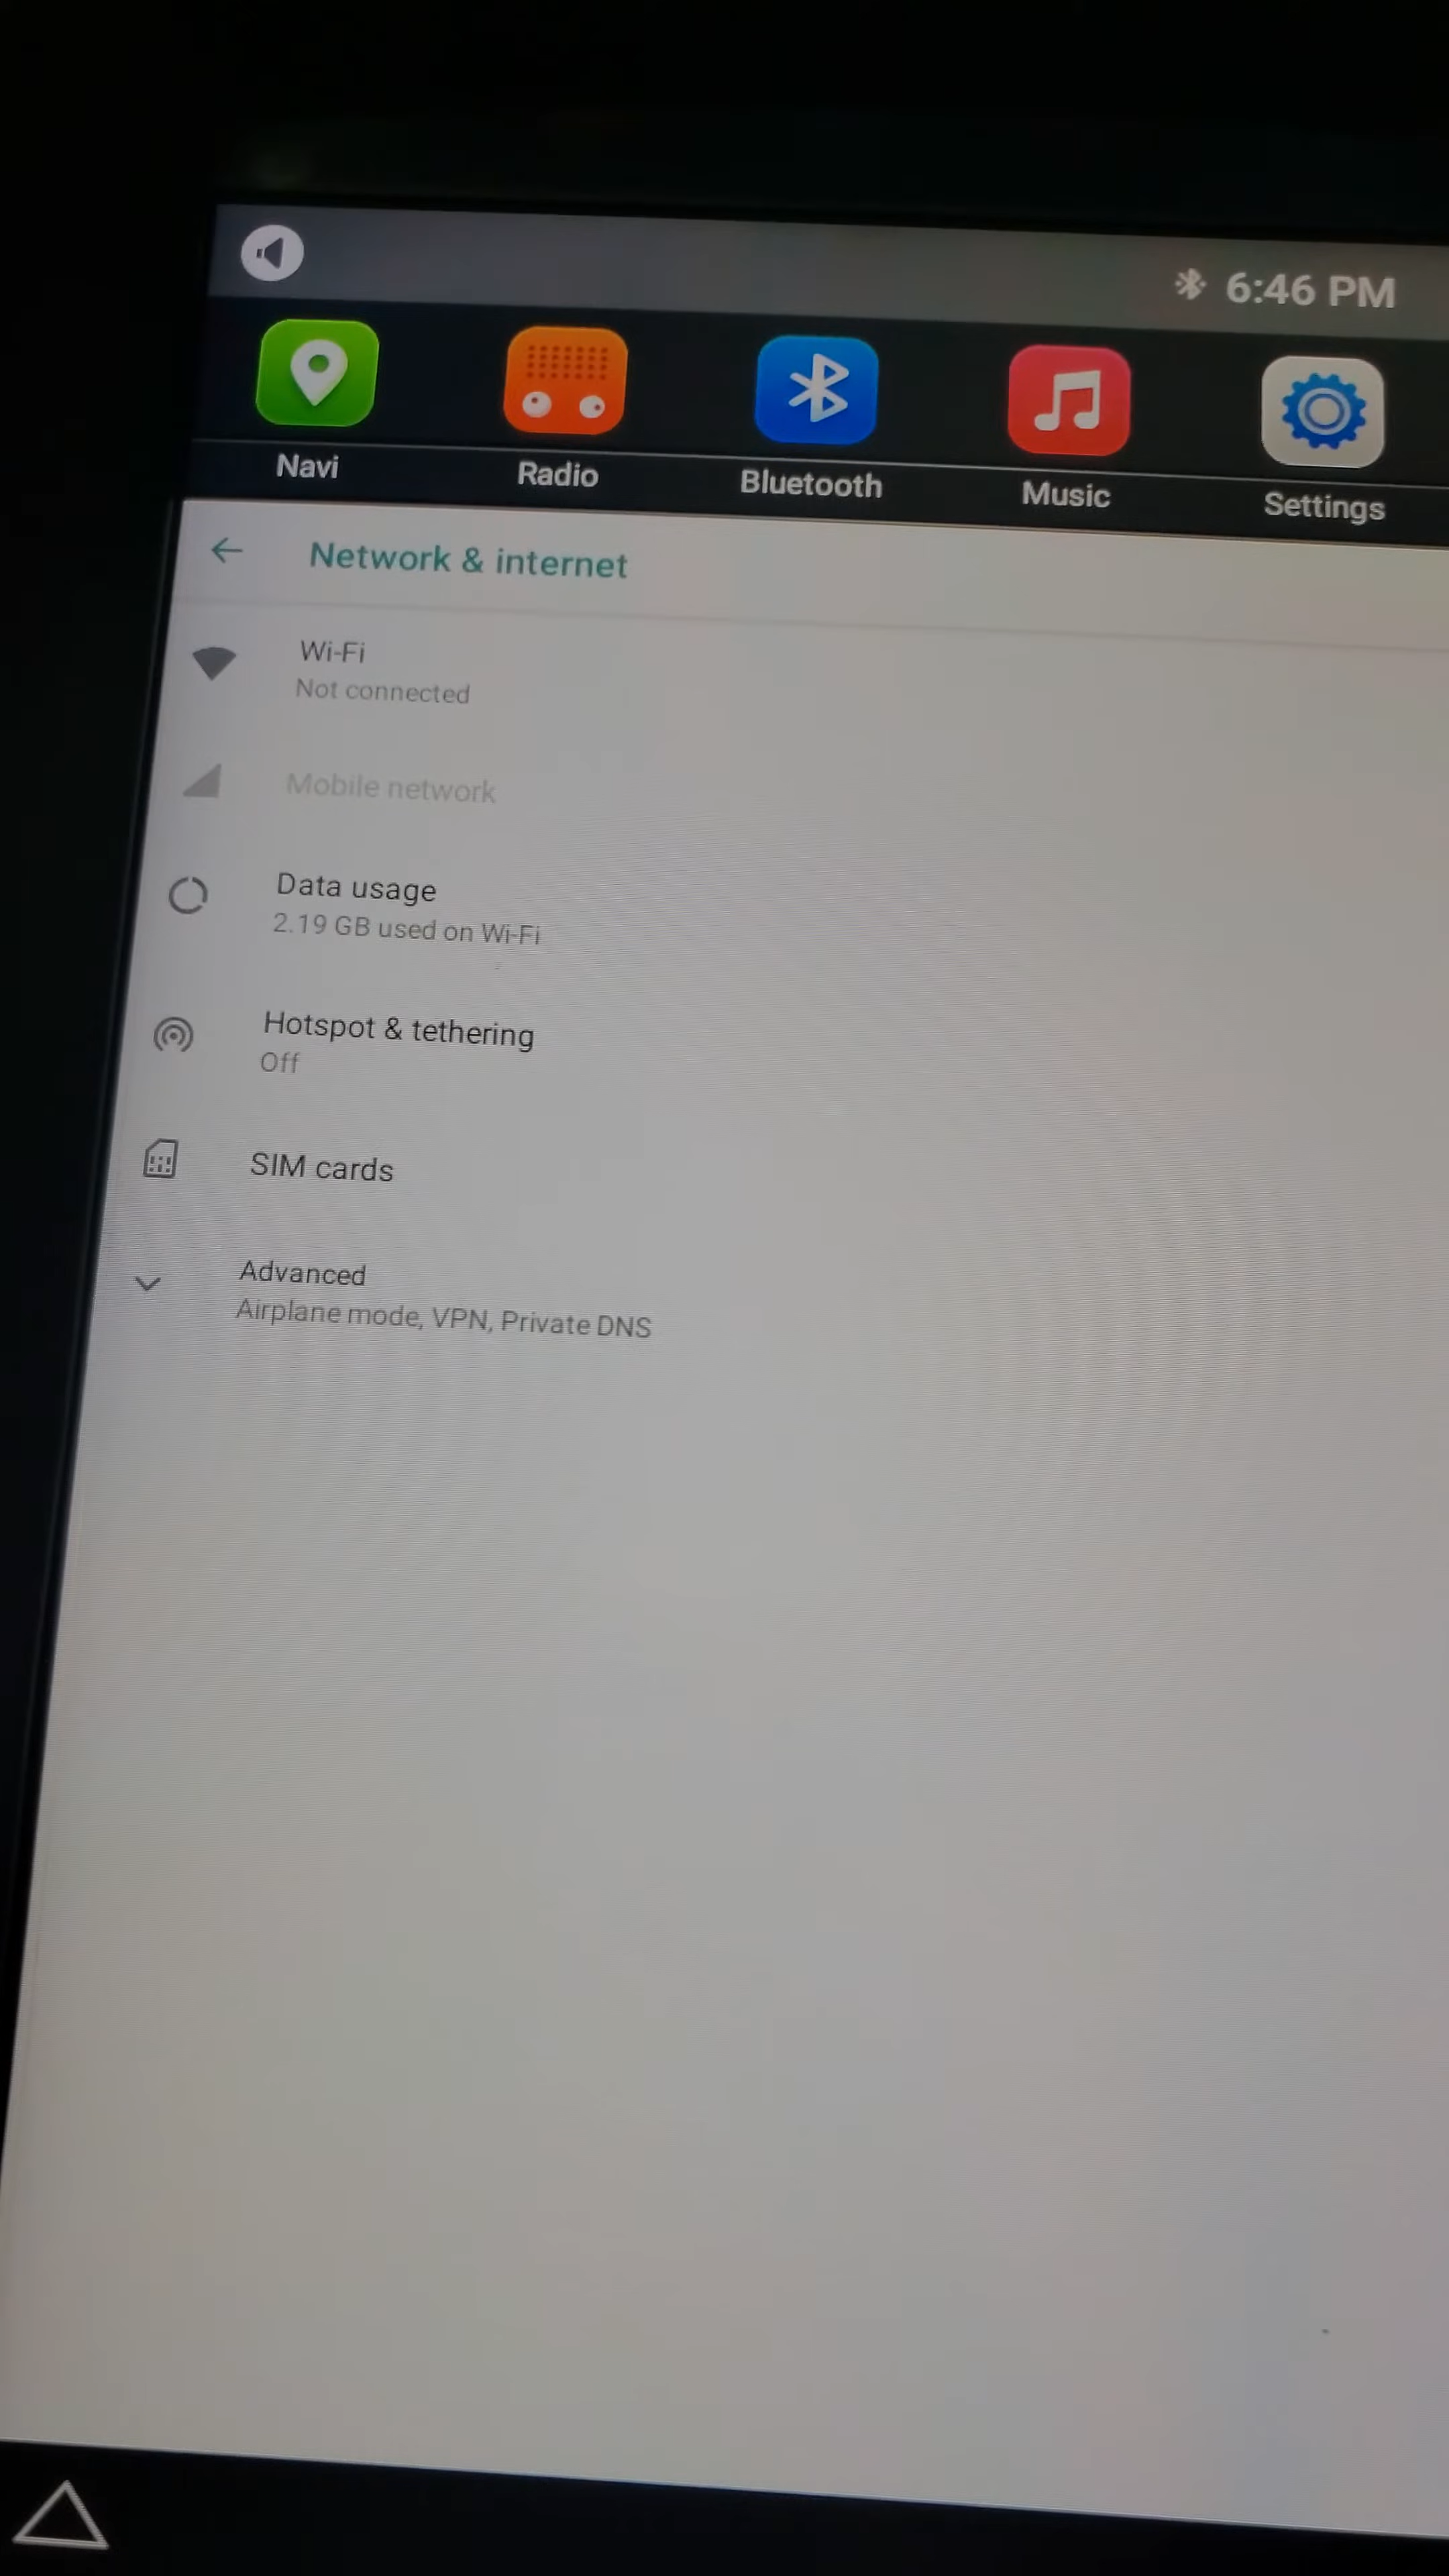 6:46 PM
Navi
Radio
Bluetooth
Music
Settings
Network & internet
Wi-Fi
Not connected
Mobile network
Data usage
2.19 GB used on Wi-Fi
Hotspot & tethering
Off
SIM cards
Advanced
Airplane mode, VPN, Private DNS